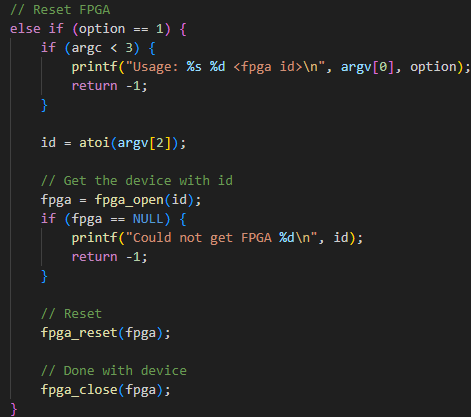 // Reset FPGA
else if (option == 1) {
    if (argc < 3) {
        printf("Usage: %s %d <fpga id>\n", argv[0], option);
        return -1;
    }

    id = atoi(argv[2]);

    // Get the device with id
    fpga = fpga_open(id);
    if (fpga == NULL) {
        printf("Could not get FPGA %d\n", id);
        return -1;
    }

    // Reset
    fpga_reset(fpga);

    // Done with device
    fpga_close(fpga);
}